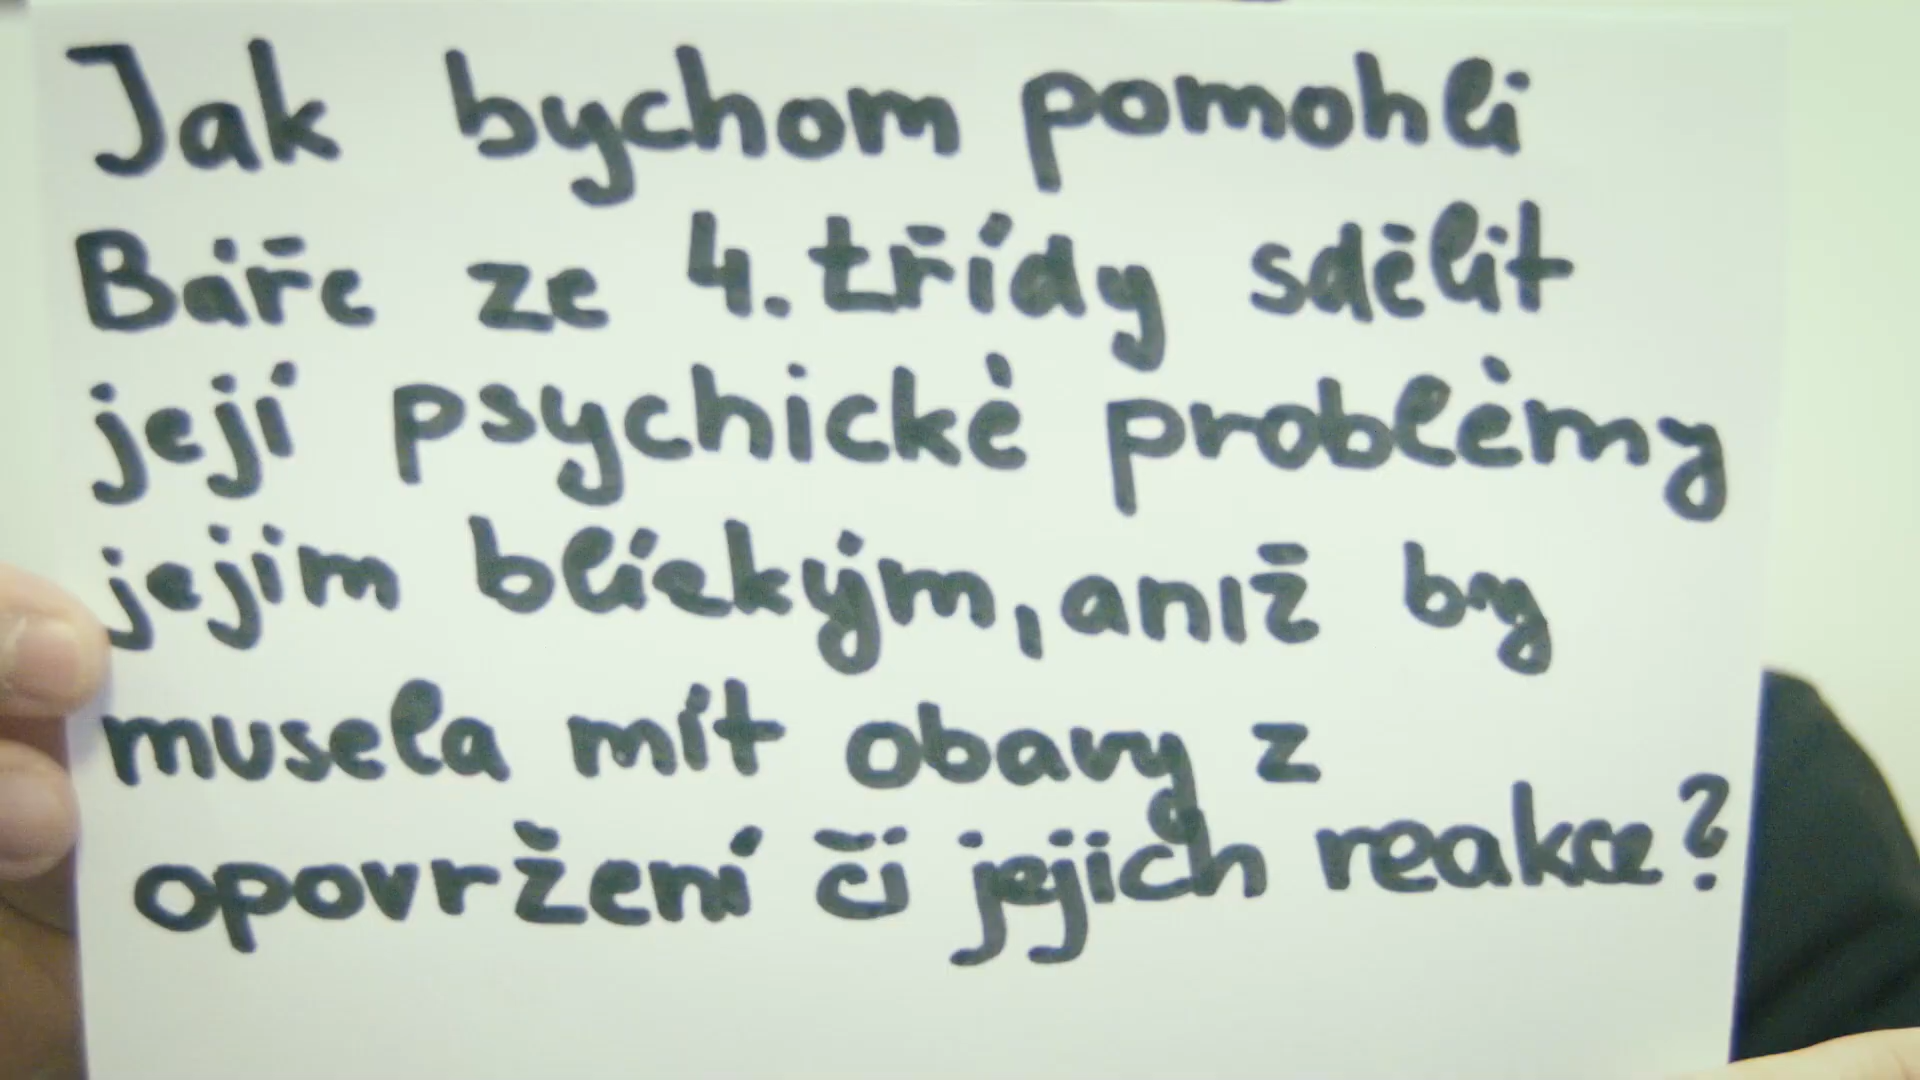 Jak bychom pomohli
Báře ze 4. třídy sdělit
její psychické problémy
jejím blízkým, aniž by
musela mít obavy z
opovržení či jejich reakce?